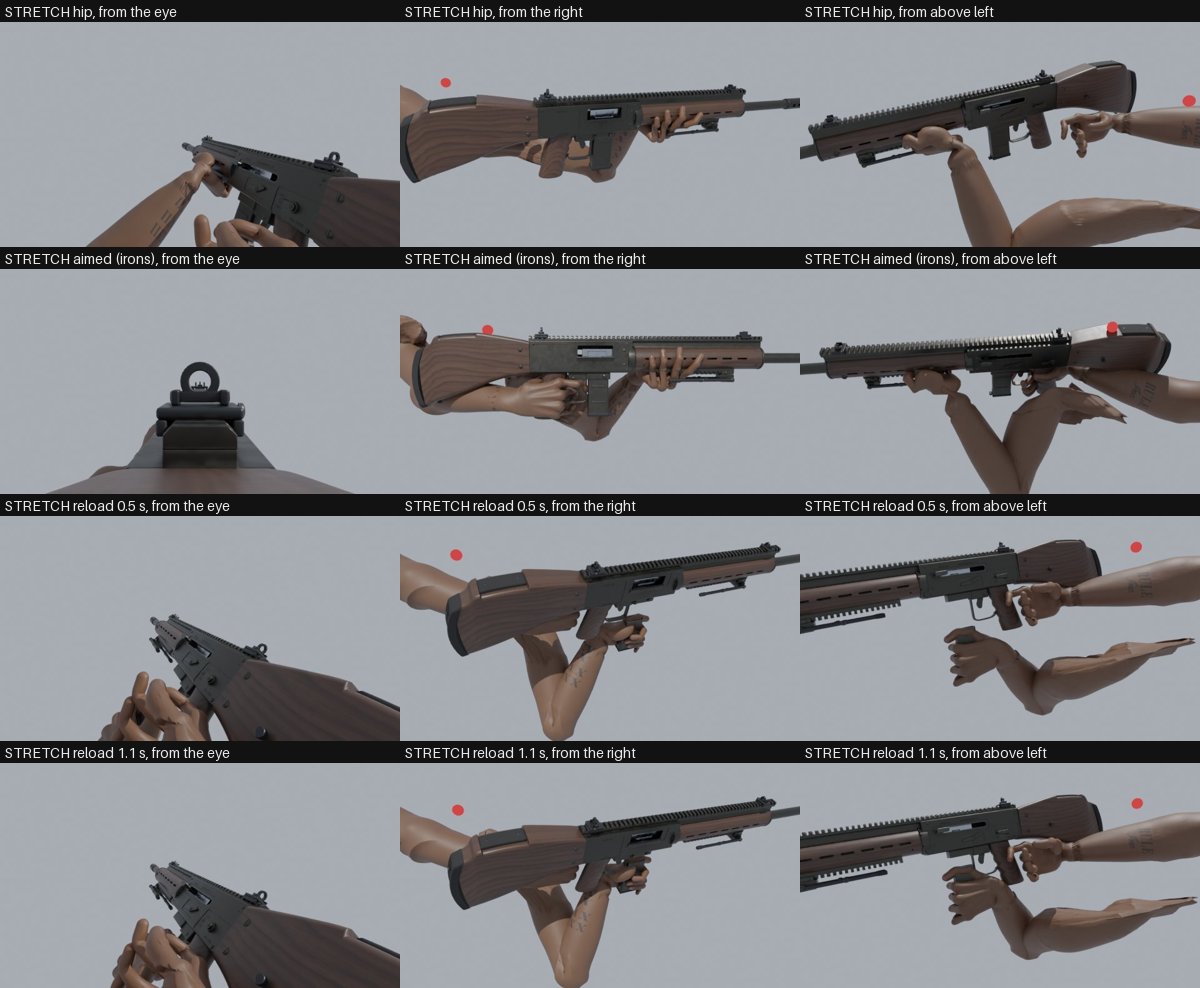 STRETCH hip, from the eye
STRETCH hip, from the right
STRETCH hip, from above left
STRETCH aimed (irons), from the eye
STRETCH aimed (irons), from the right
STRETCH aimed (irons), from above left
STRETCH reload 0.5 s, from the eye
STRETCH reload 0.5 s, from the right
STRETCH reload 0.5 s, from above left
STRETCH reload 1.1 s, from the eye
STRETCH reload 1.1 s, from the right
STRETCH reload 1.1 s, from above left